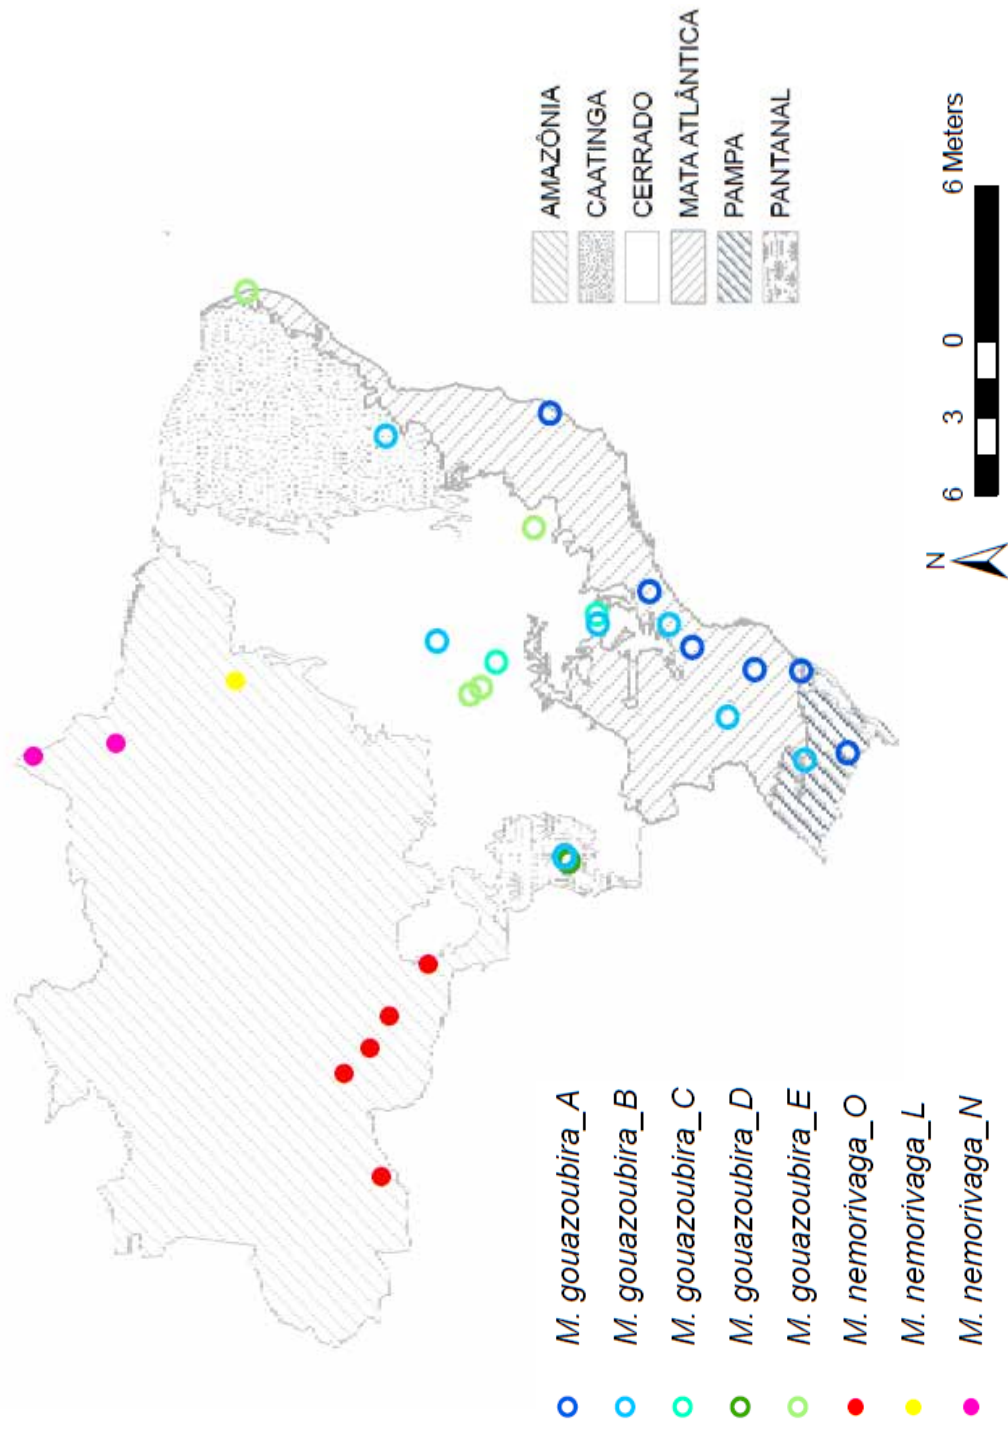 AMAZÔNIA
CAATINGA
CERRADO
MATA ATLÂNTICA
PAMPA
PANTANAL
M. gouazoubira_A
M. gouazoubira_B
M. gouazoubira_C
M. gouazoubira_D
M. gouazoubira_E
M. nemorivaga_O
M. nemorivaga_L
M. nemorivaga_N
N
6 3 0 6 Meters